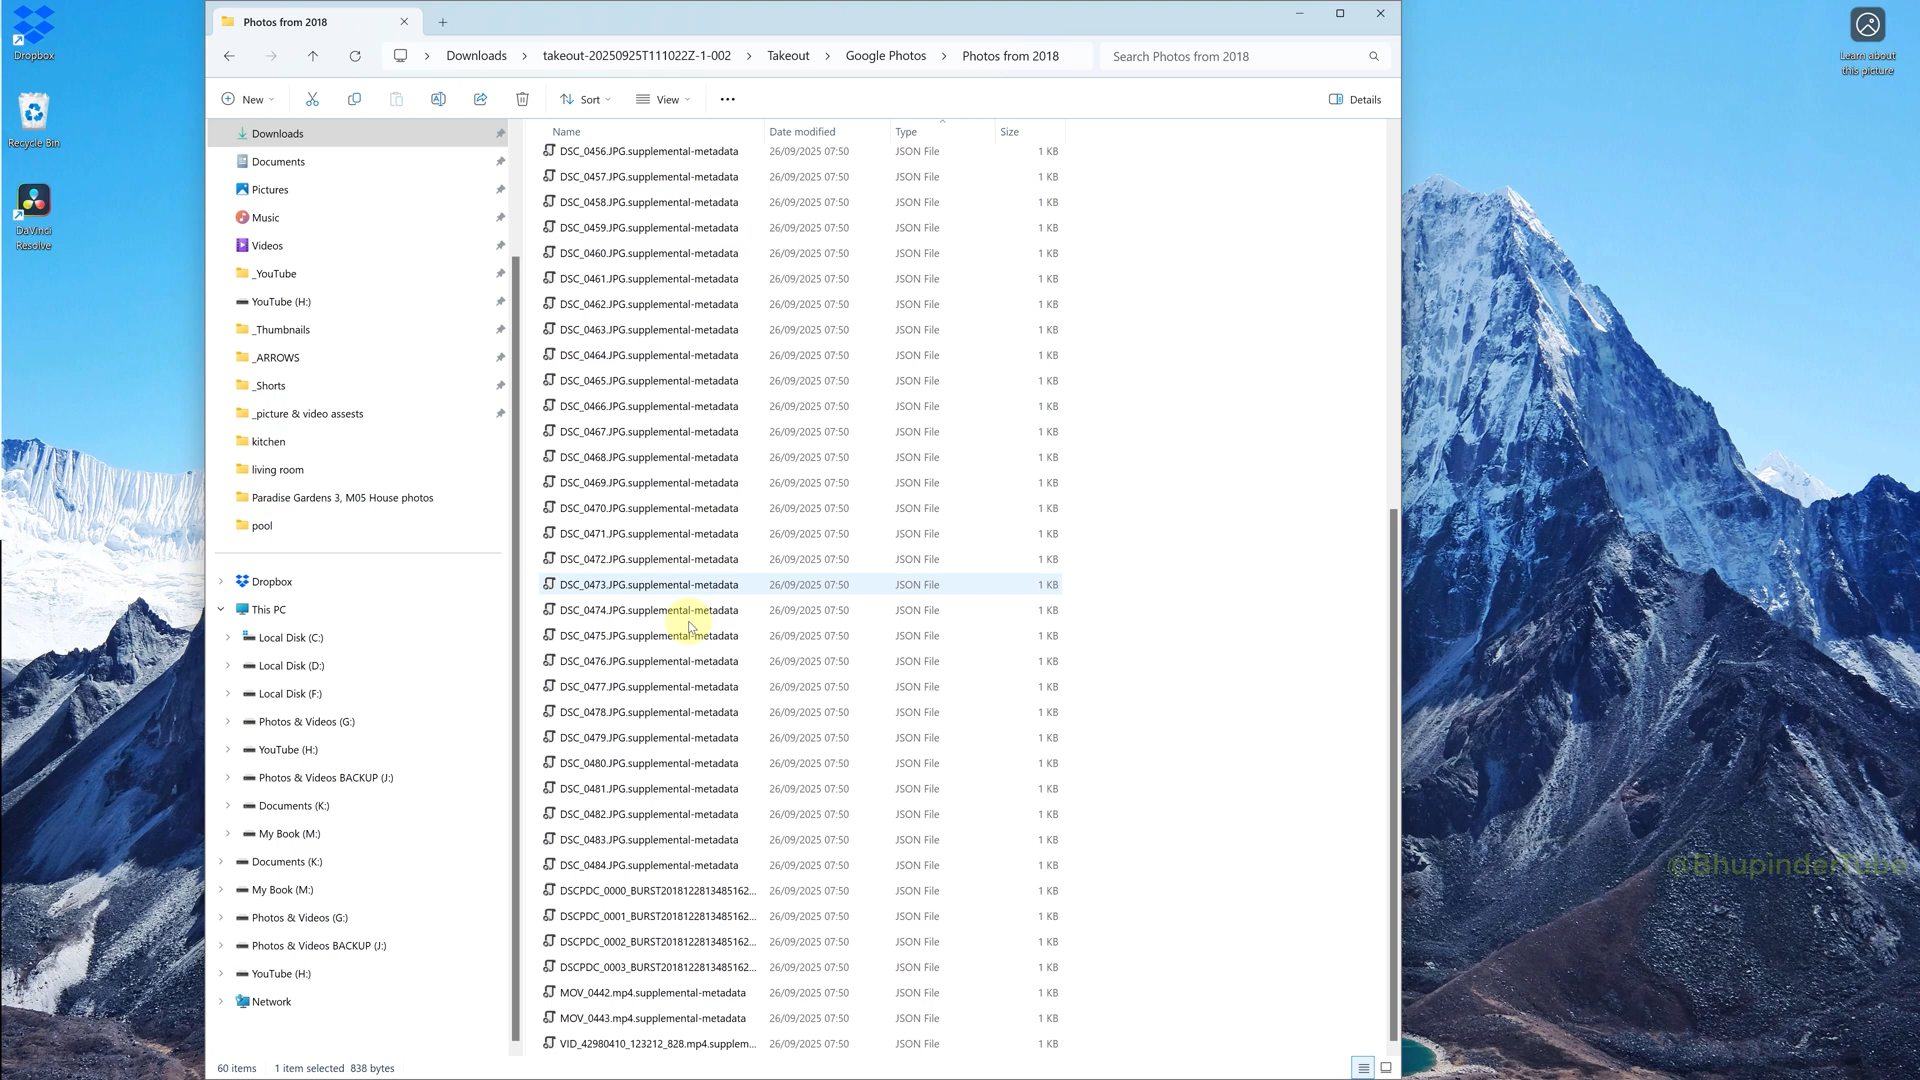 Dropbox
Recycle Bin
DaVinci
Resolve
Learn about
this picture
Photos from 2018
Downloads
takeout-20250925T111022Z-1-002
Takeout
Google Photos
Photos from 2018
Search Photos from 2018
New
Sort
View
Details
Downloads
Documents
Pictures
Music
Videos
_YouTube
YouTube (H:)
_Thumbnails
_ARROWS
_Shorts
_picture & video assests
kitchen
living room
Paradise Gardens 3, M05 House photos
pool
Dropbox
This PC
Local Disk (C:)
Local Disk (D:)
Local Disk (F:)
Photos & Videos (G:)
YouTube (H:)
Photos & Videos BACKUP (J:)
Documents (K:)
My Book (M:)
Documents (K:)
My Book (M:)
Photos & Videos (G:)
Photos & Videos BACKUP (J:)
YouTube (H:)
Network
Name Date modified Type Size
DSC_0456.JPG.supplemental-metadata 26/09/2025 07:50 JSON File 1 KB
DSC_0457.JPG.supplemental-metadata 26/09/2025 07:50 JSON File 1 KB
DSC_0458.JPG.supplemental-metadata 26/09/2025 07:50 JSON File 1 KB
DSC_0459.JPG.supplemental-metadata 26/09/2025 07:50 JSON File 1 KB
DSC_0460.JPG.supplemental-metadata 26/09/2025 07:50 JSON File 1 KB
DSC_0461.JPG.supplemental-metadata 26/09/2025 07:50 JSON File 1 KB
DSC_0462.JPG.supplemental-metadata 26/09/2025 07:50 JSON File 1 KB
DSC_0463.JPG.supplemental-metadata 26/09/2025 07:50 JSON File 1 KB
DSC_0464.JPG.supplemental-metadata 26/09/2025 07:50 JSON File 1 KB
DSC_0465.JPG.supplemental-metadata 26/09/2025 07:50 JSON File 1 KB
DSC_0466.JPG.supplemental-metadata 26/09/2025 07:50 JSON File 1 KB
DSC_0467.JPG.supplemental-metadata 26/09/2025 07:50 JSON File 1 KB
DSC_0468.JPG.supplemental-metadata 26/09/2025 07:50 JSON File 1 KB
DSC_0469.JPG.supplemental-metadata 26/09/2025 07:50 JSON File 1 KB
DSC_0470.JPG.supplemental-metadata 26/09/2025 07:50 JSON File 1 KB
DSC_0471.JPG.supplemental-metadata 26/09/2025 07:50 JSON File 1 KB
DSC_0472.JPG.supplemental-metadata 26/09/2025 07:50 JSON File 1 KB
DSC_0473.JPG.supplemental-metadata 26/09/2025 07:50 JSON File 1 KB
DSC_0474.JPG.supplemental-metadata 26/09/2025 07:50 JSON File 1 KB
DSC_0475.JPG.supplemental-metadata 26/09/2025 07:50 JSON File 1 KB
DSC_0476.JPG.supplemental-metadata 26/09/2025 07:50 JSON File 1 KB
DSC_0477.JPG.supplemental-metadata 26/09/2025 07:50 JSON File 1 KB
DSC_0478.JPG.supplemental-metadata 26/09/2025 07:50 JSON File 1 KB
DSC_0479.JPG.supplemental-metadata 26/09/2025 07:50 JSON File 1 KB
DSC_0480.JPG.supplemental-metadata 26/09/2025 07:50 JSON File 1 KB
DSC_0481.JPG.supplemental-metadata 26/09/2025 07:50 JSON File 1 KB
DSC_0482.JPG.supplemental-metadata 26/09/2025 07:50 JSON File 1 KB
DSC_0483.JPG.supplemental-metadata 26/09/2025 07:50 JSON File 1 KB
DSC_0484.JPG.supplemental-metadata 26/09/2025 07:50 JSON File 1 KB
DSCPDC_0000_BURST2018122813485162... 26/09/2025 07:50 JSON File 1 KB
DSCPDC_0001_BURST2018122813485162... 26/09/2025 07:50 JSON File 1 KB
DSCPDC_0002_BURST2018122813485162... 26/09/2025 07:50 JSON File 1 KB
DSCPDC_0003_BURST2018122813485162... 26/09/2025 07:50 JSON File 1 KB
MOV_0442.mp4.supplemental-metadata 26/09/2025 07:50 JSON File 1 KB
MOV_0443.mp4.supplemental-metadata 26/09/2025 07:50 JSON File 1 KB
VID_42980410_123212_828.mp4.supplem... 26/09/2025 07:50 JSON File 1 KB
60 items 1 item selected 838 bytes
@BhupinderTube